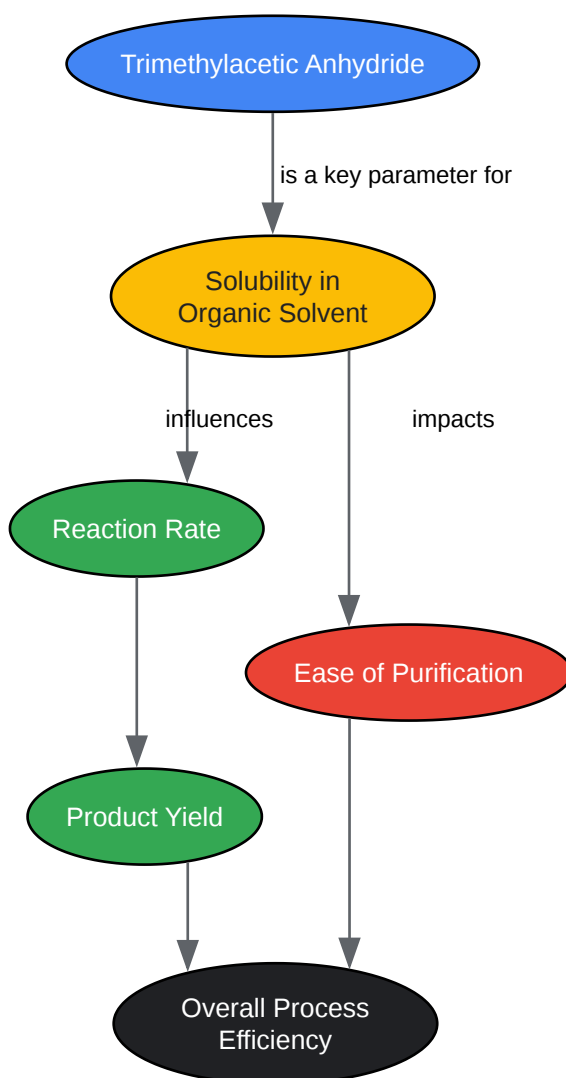 Trimethylacetic Anhydride
is a key parameter for
Solubility in
Organic Solvent
influences
impacts
Reaction Rate
Ease of Purification
Product Yield
Overall Process
Efficiency